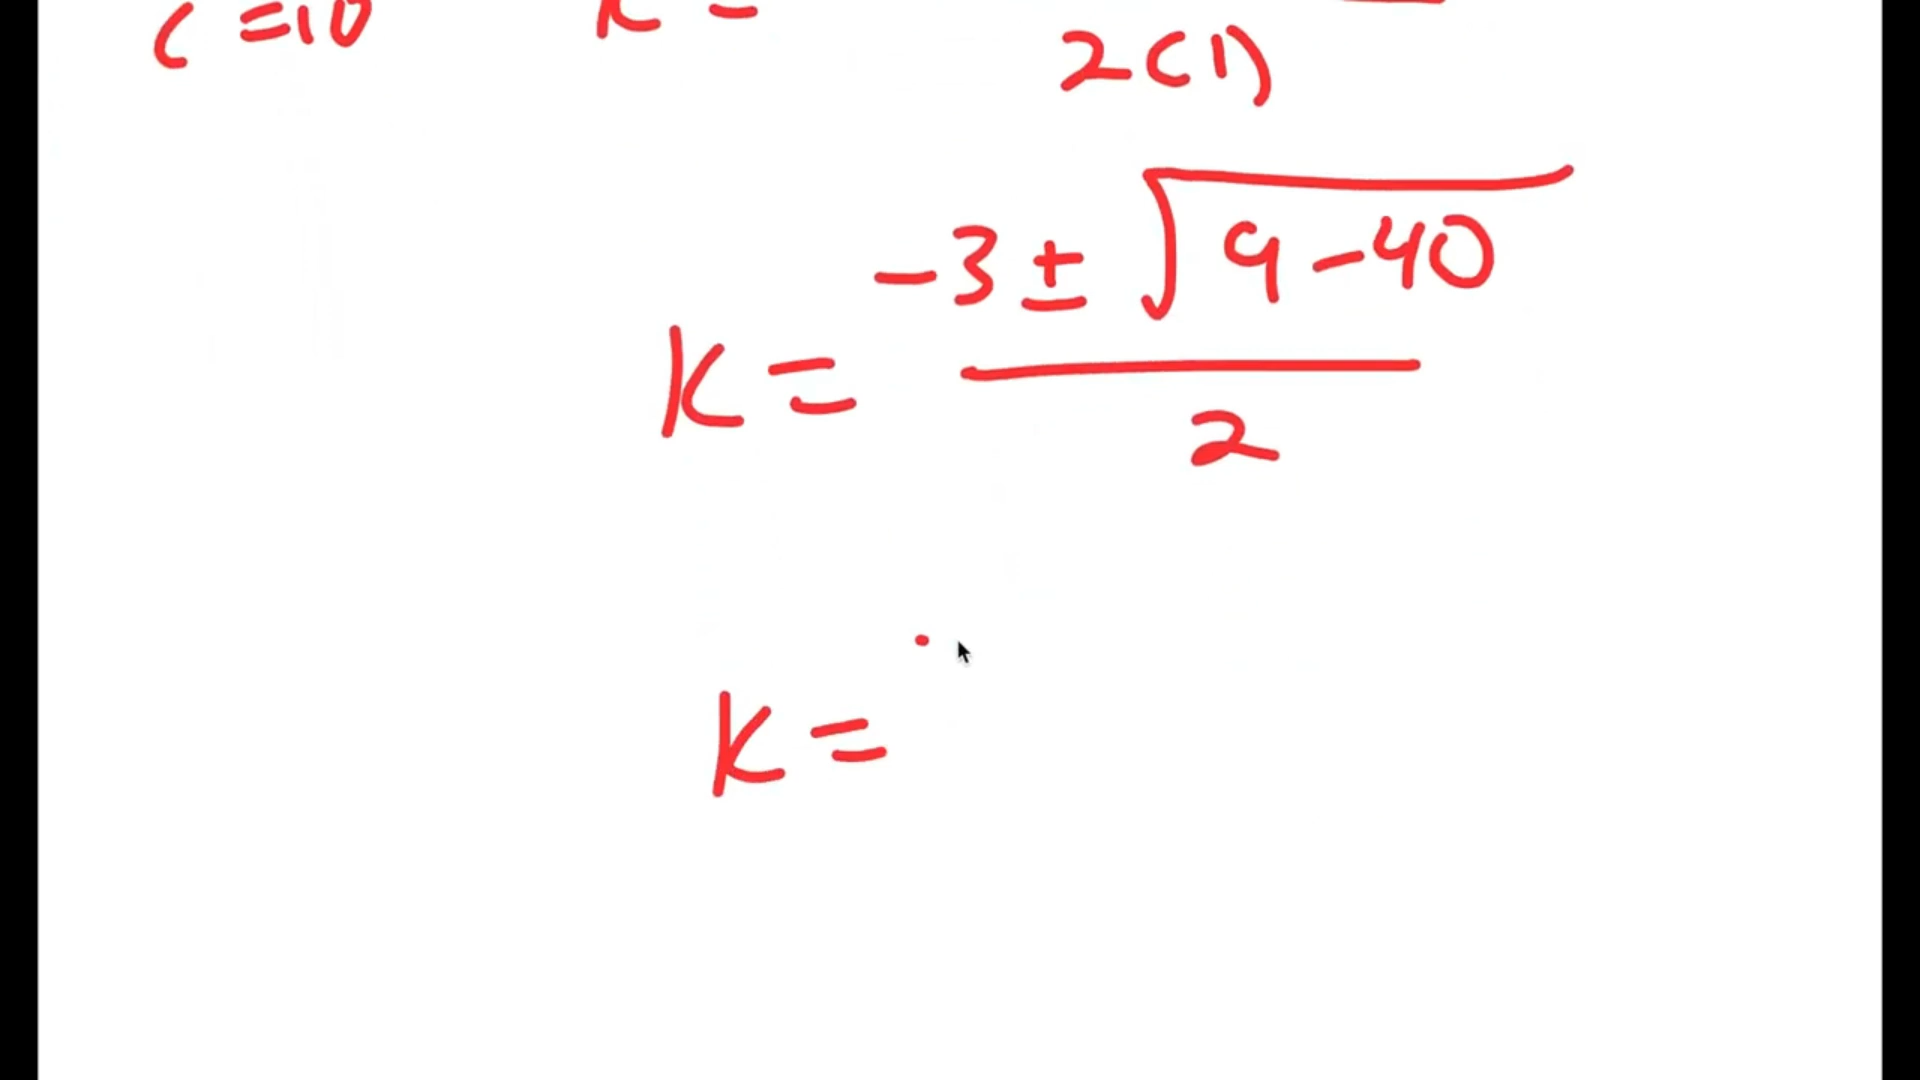 c = 10
k =
2(1)
-3 ± √9-40
k =
2
k =